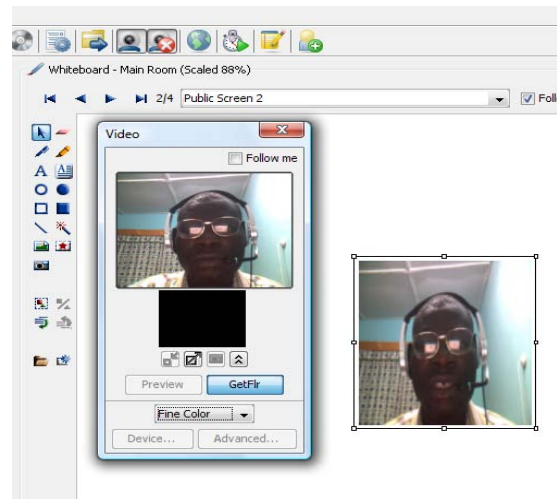 Whiteboard - Main Room (Scaled 88%)
2/4 Public Screen 2
Foll
Video
Follow me
A A
Preview GetFlr
Fine Color
Device... Advanced...